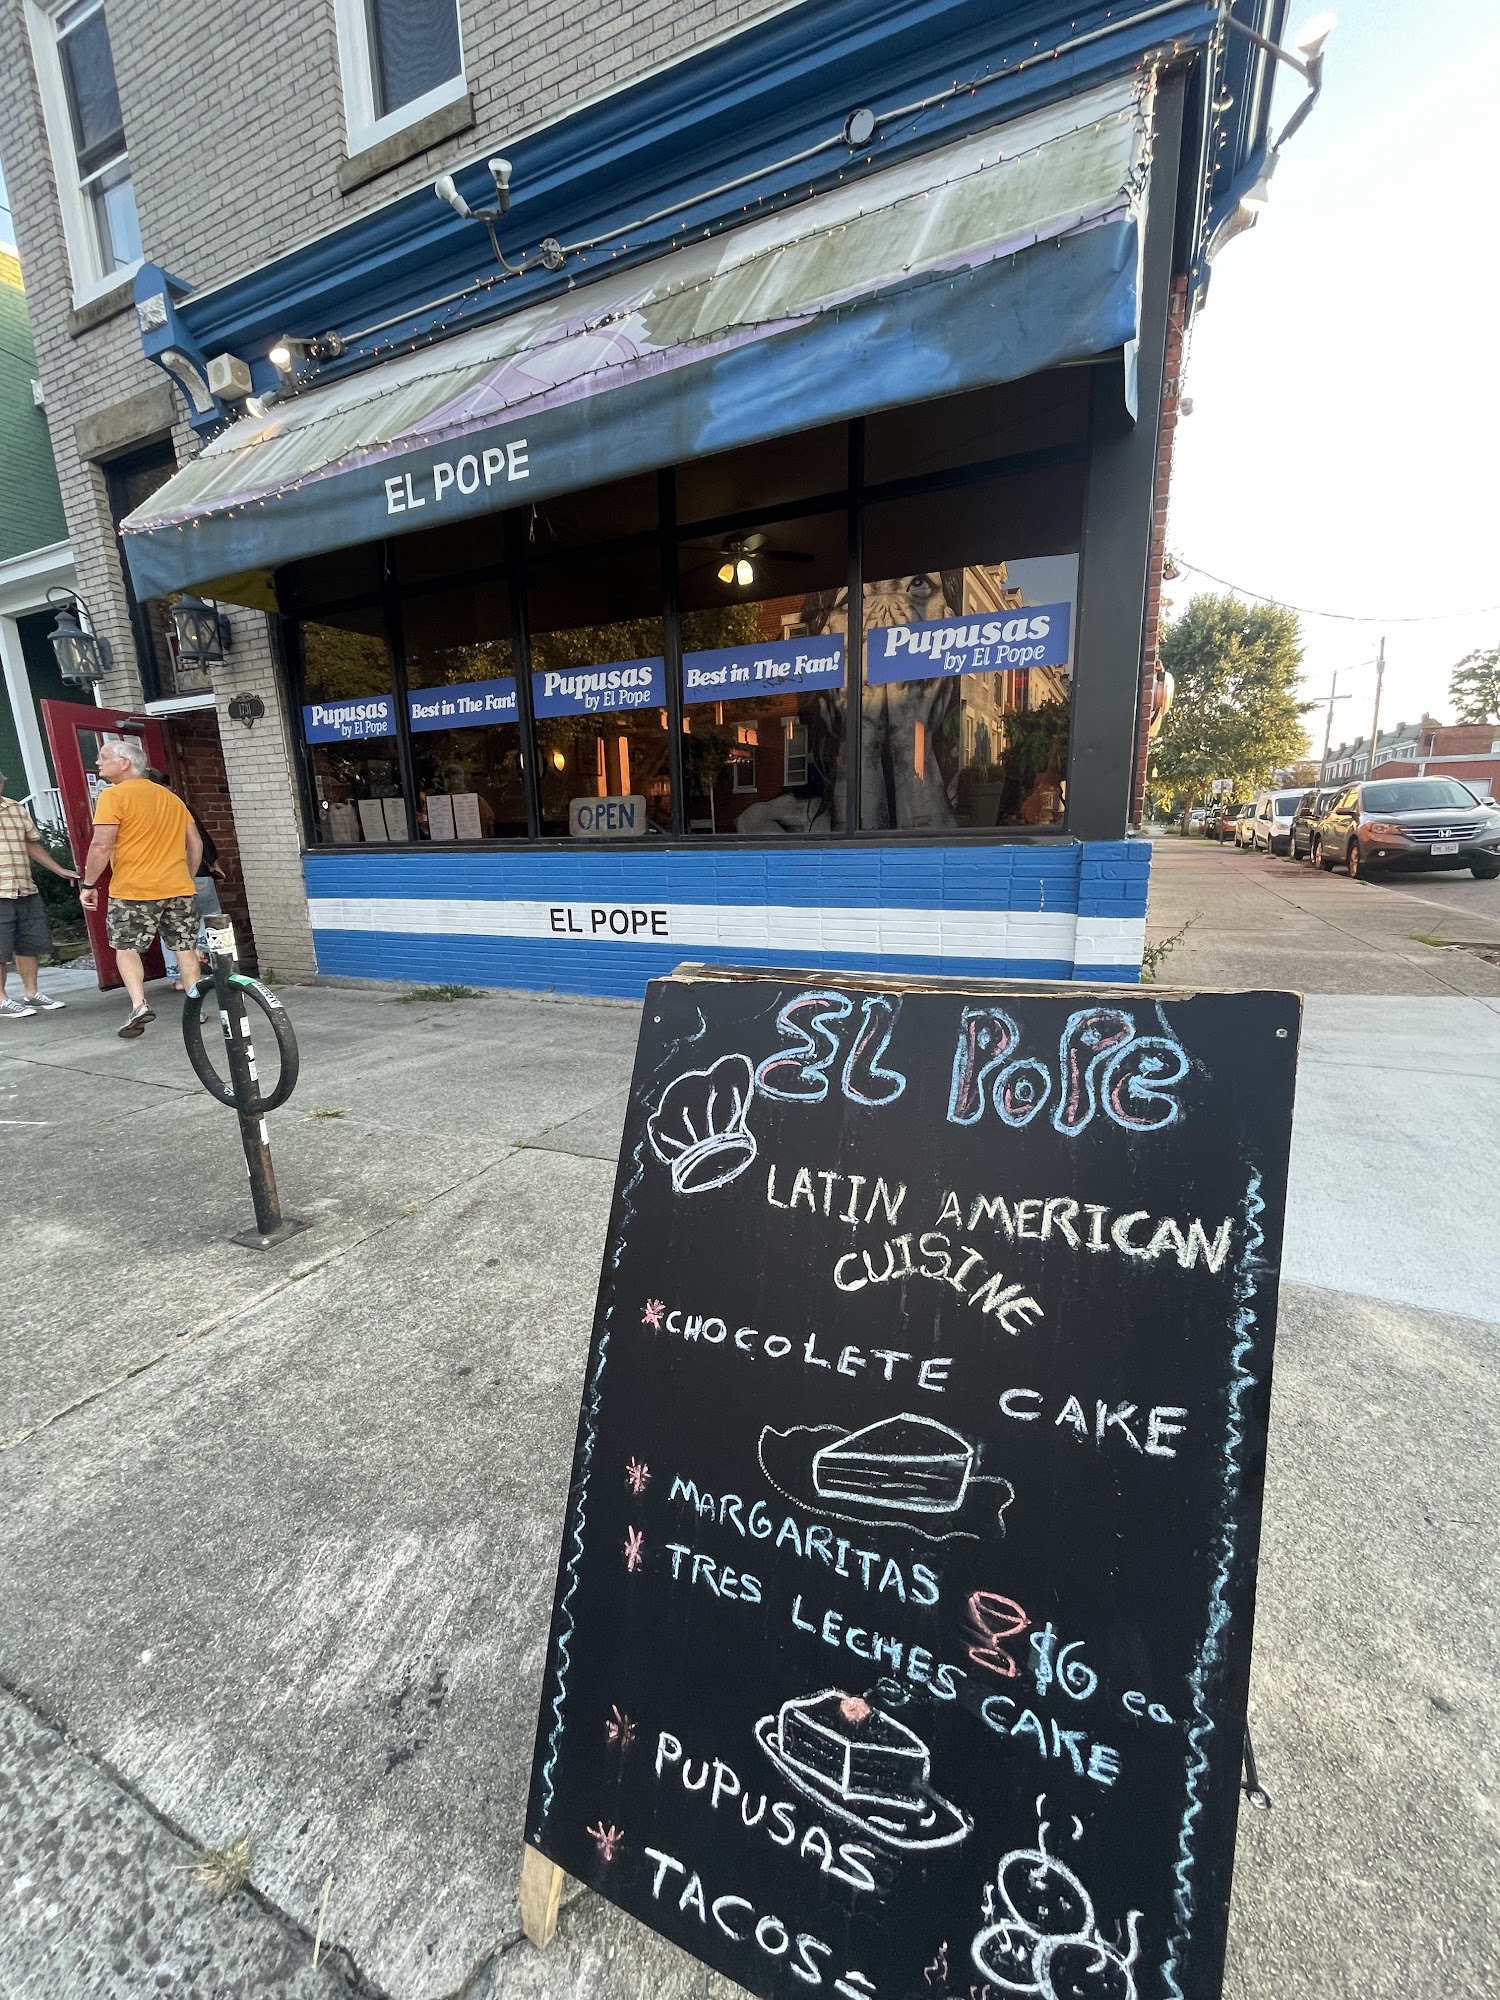 EL POPE
Pupusas
by El Pope
Best in The Fan!
Pupusas
by El Pope
Best in The Fan!
Pupusas
by El Pope
1731
OPEN
EL POPE
EL POPE
LATIN AMERICAN
CUISINE
*CHOCOLETE CAKE
* MARGARITAS $6 ea
* TRES LECHES CAKE
* PUPUSAS
* TACOS